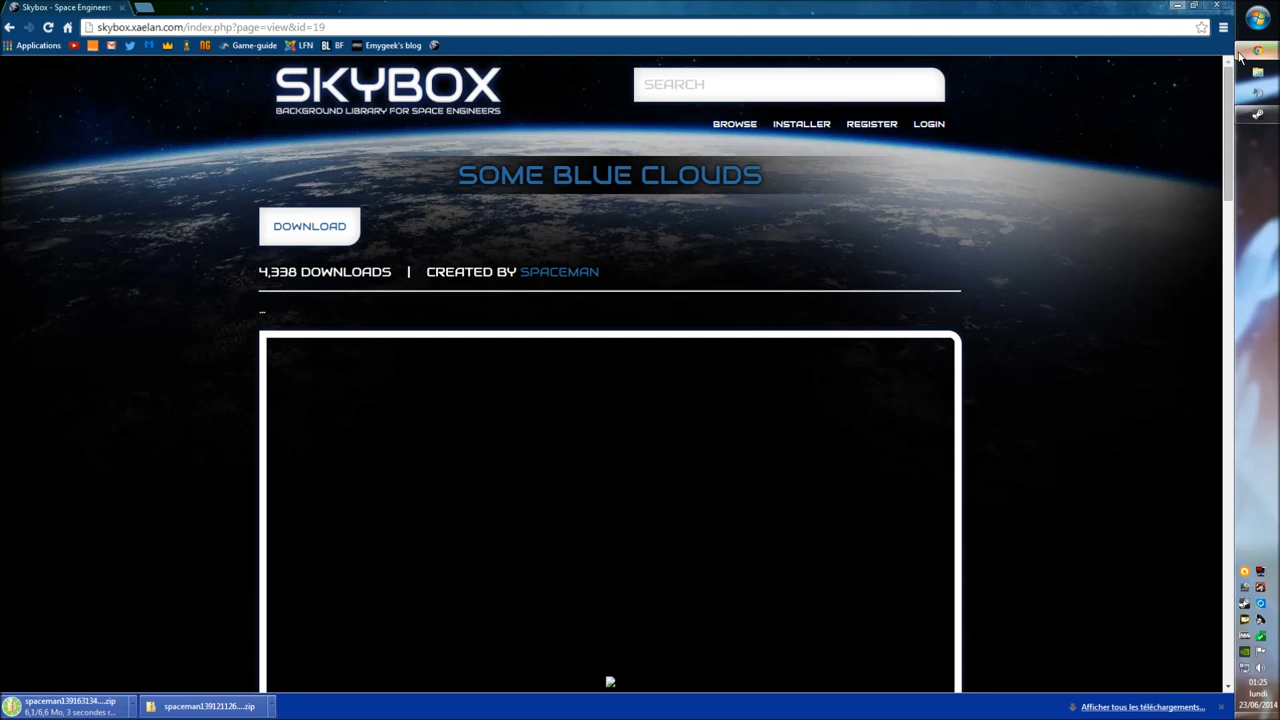 Skybox - Space Engineers
skybox.xaelan.com/index.php?page=view&id=19
Applications
NG
Game-guide
LFN
BL BF
Emygeek's blog
SKYBOX
BACKGROUND LIBRARY FOR SPACE ENGINEERS
SEARCH
BROWSE INSTALLER REGISTER LOGIN
SOME BLUE CLOUDS
DOWNLOAD
4,338 DOWNLOADS | CREATED BY SPACEMAN
...
spaceman139163134....zip
6,1/6,6 Mo, 3 secondes r...
spaceman139121126....zip
Afficher tous les téléchargements...
01:25
lundi
23/06/2014